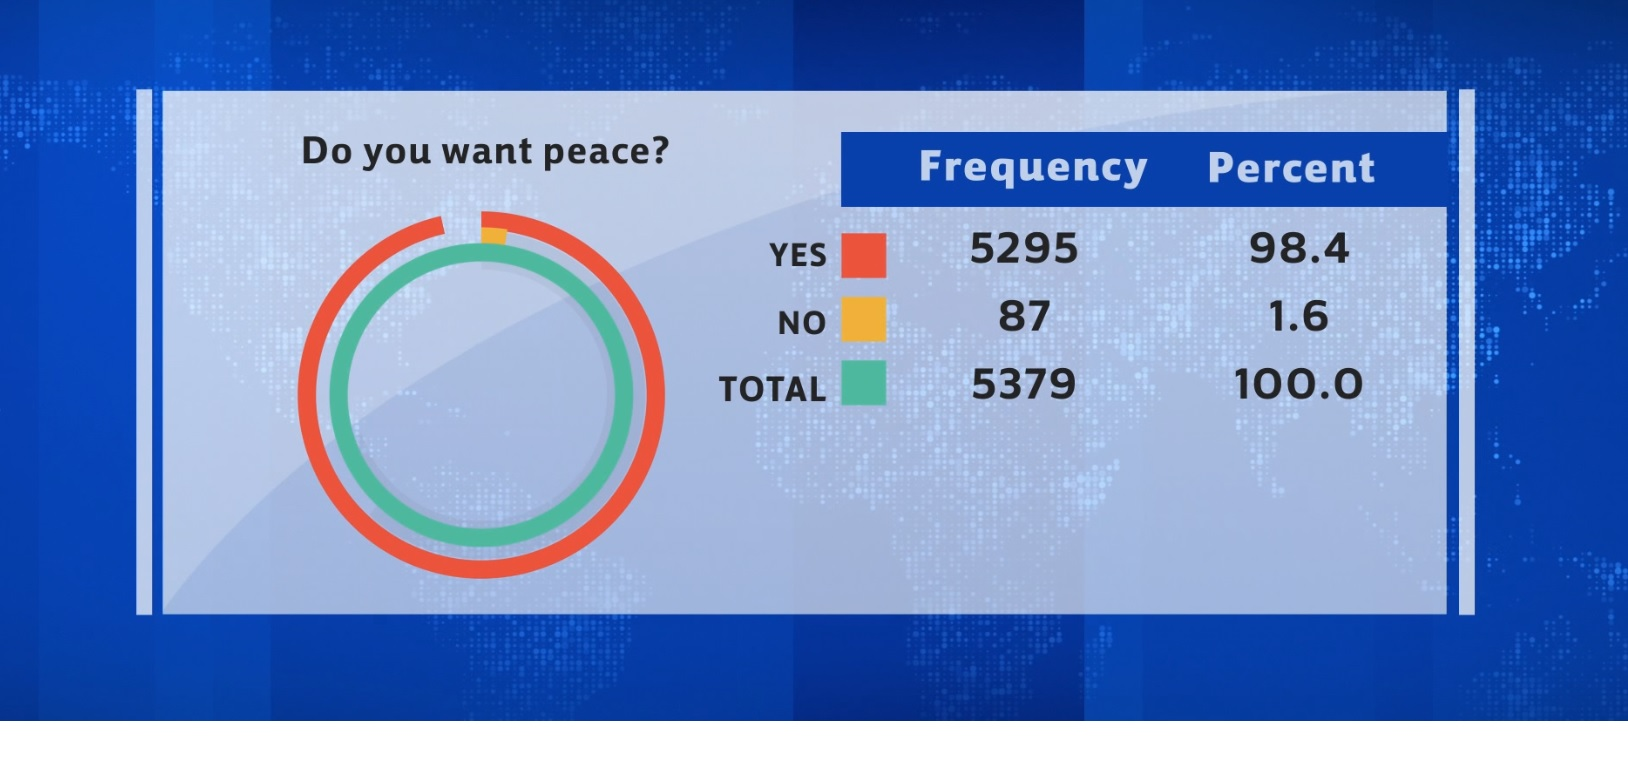 Do you want peace?
Frequency Percent
YES 5295 98.4
NO 87 1.6
TOTAL 5379 100.0